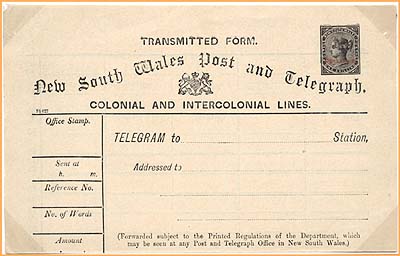 TRANSMITTED FORM.
New South Wales Post and Telegraph,
COLONIAL AND INTERCOLONIAL LINES.
Office Stamp.
TELEGRAM to Station,
Addressed to
Sent at
h. m.
Reference No.
No. of Words
Amount
(Forwarded subject to the Printed Regulations of the Department, which
may be seen at any Post and Telegraph Office in New South Wales.)